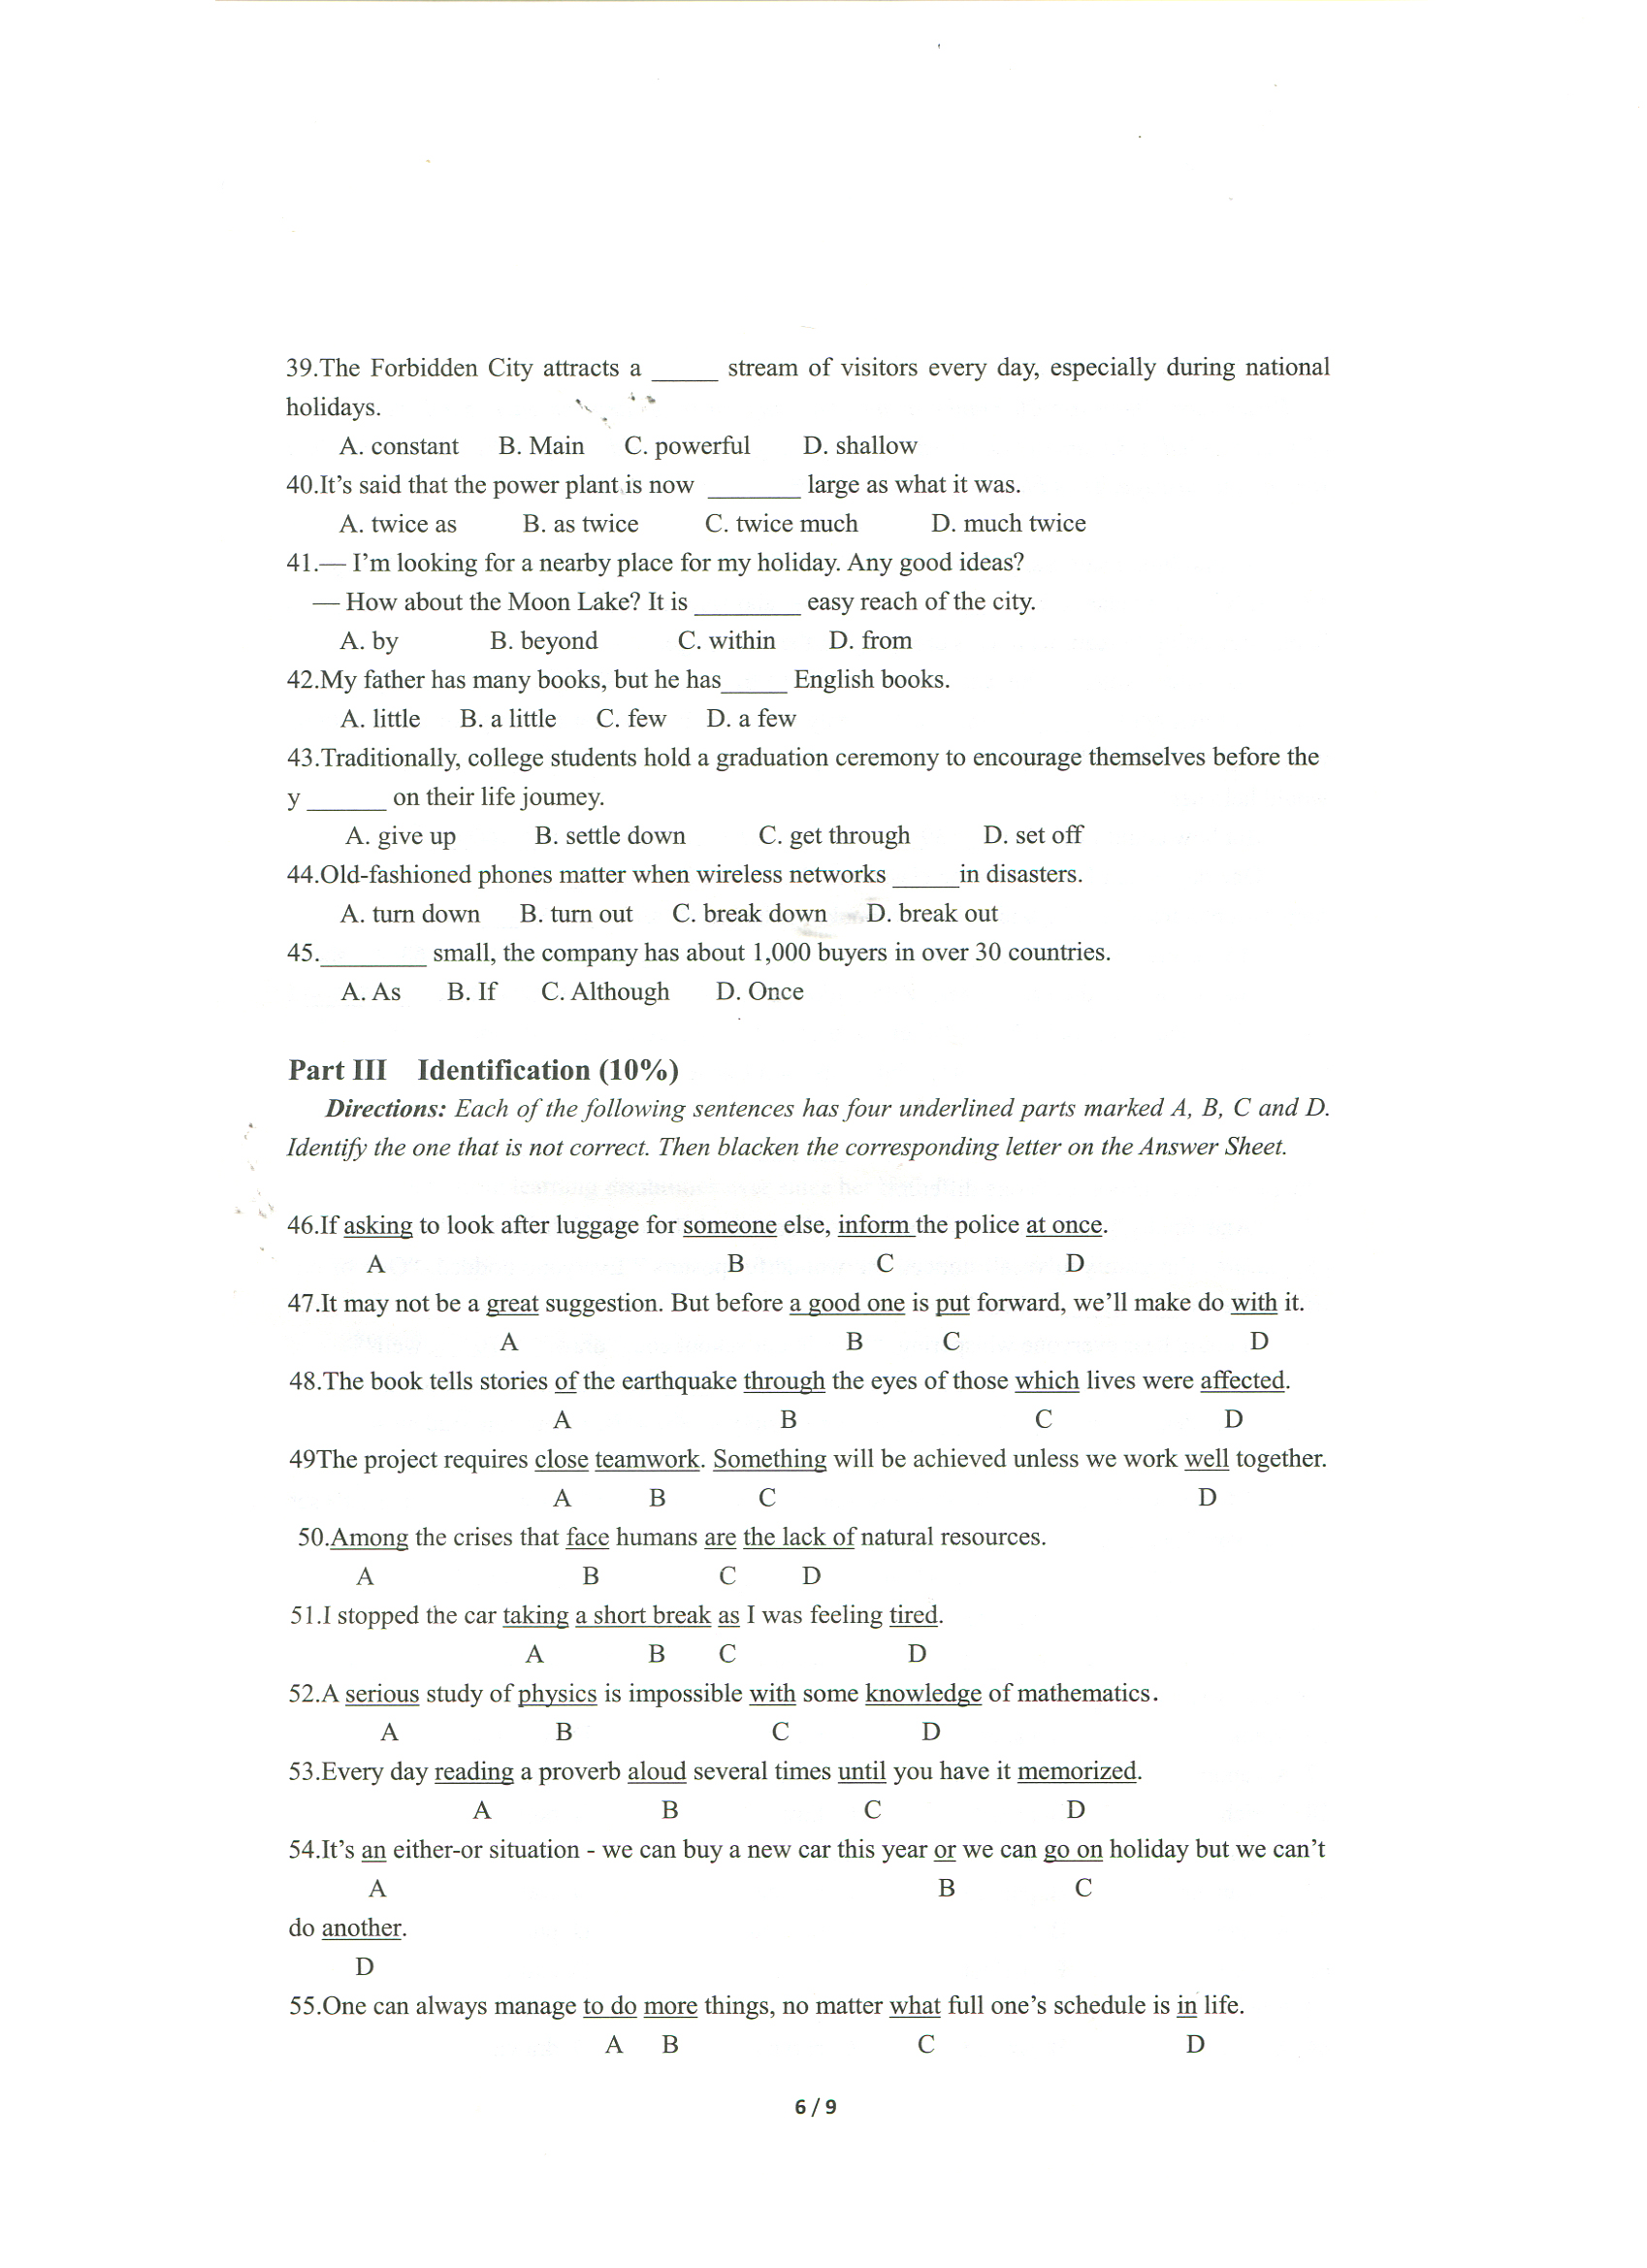 39.The Forbidden City attracts a _____ stream of visitors every day, especially during national
holidays.
A. constant B. Main C. powerful D. shallow
40.It's said that the power plant is now _______ large as what it was.
A. twice as B. as twice C. twice much D. much twice
41.— I'm looking for a nearby place for my holiday. Any good ideas?
— How about the Moon Lake? It is ________ easy reach of the city.
A. by B. beyond C. within D. from
42.My father has many books, but he has_____ English books.
A. little B. a little C. few D. a few
43.Traditionally, college students hold a graduation ceremony to encourage themselves before the
y ______ on their life joumey.
A. give up B. settle down C. get through D. set off
44.Old-fashioned phones matter when wireless networks _____in disasters.
A. turn down B. turn out C. break down D. break out
45.________ small, the company has about 1,000 buyers in over 30 countries.
A. As B. If C. Although D. Once
Part III Identification (10%)
Directions: Each of the following sentences has four underlined parts marked A, B, C and D.
Identify the one that is not correct. Then blacken the corresponding letter on the Answer Sheet.
46.If asking to look after luggage for someone else, inform the police at once.
A B C D
47.It may not be a great suggestion. But before a good one is put forward, we'll make do with it.
A B C D
48.The book tells stories of the earthquake through the eyes of those which lives were affected.
A B C D
49The project requires close teamwork. Something will be achieved unless we work well together.
A B C D
50.Among the crises that face humans are the lack of natural resources.
A B C D
51.I stopped the car taking a short break as I was feeling tired.
A B C D
52.A serious study of physics is impossible with some knowledge of mathematics.
A B C D
53.Every day reading a proverb aloud several times until you have it memorized.
A B C D
54.It's an either-or situation - we can buy a new car this year or we can go on holiday but we can't
A B C
do another.
D
55.One can always manage to do more things, no matter what full one's schedule is in life.
A B C D
6 / 9